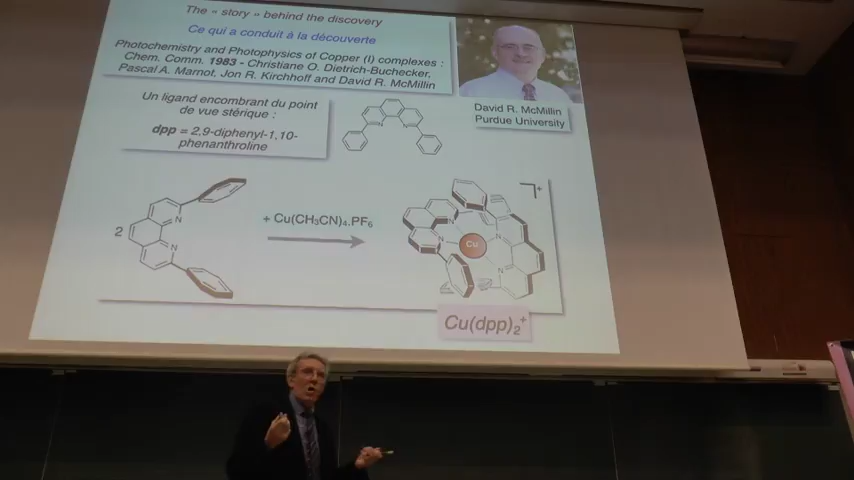 The « story » behind the discovery
Ce qui a conduit à la découverte
Photochemistry and Photophysics of Copper (I) complexes :
Chem. Comm. 1983 - Christiane O. Dietrich-Buchecker,
Pascal A. Marnot, Jon R. Kirchhoff and David R. McMillin
David R. McMillin
Purdue University
Un ligand encombrant du point
de vue stérique :
dpp = 2,9-diphenyl-1,10-
phenanthroline
N
N
2
N
N
+ Cu(CH3CN)4.PF6
+
Cu
N
N
N
Cu(dpp)2+